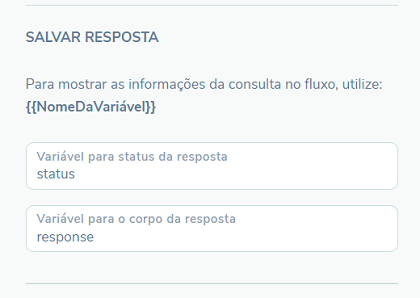 SALVAR RESPOSTA
Para mostrar as informações da consulta no fluxo, utilize:
{{NomeDaVariável}}
Variável para status da resposta
status
Variável para o corpo da resposta
response